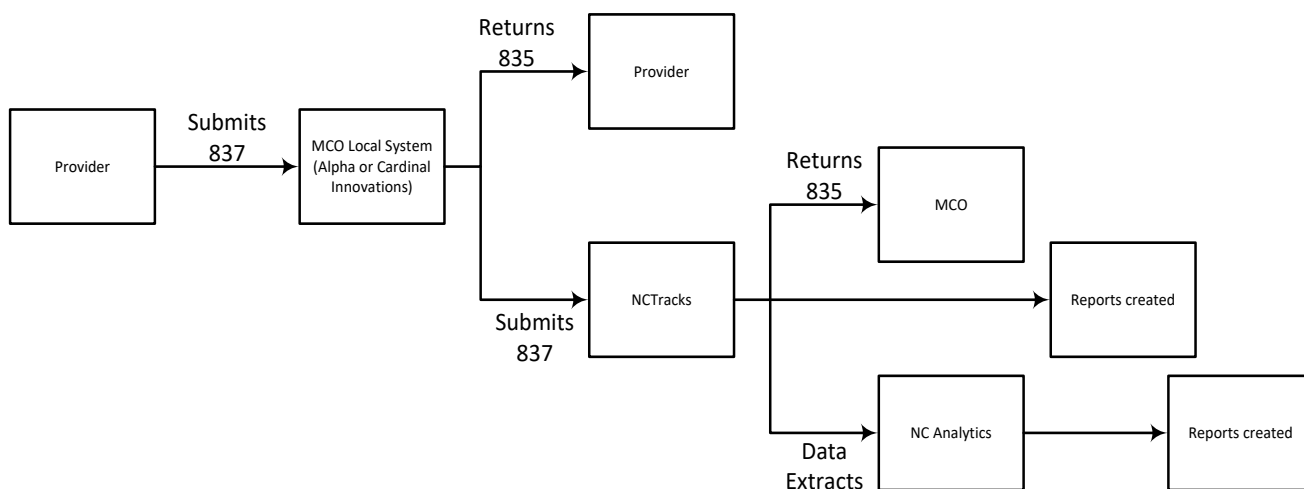 Returns
835
Provider
Provider
Submits
837
MCO Local System
(Alpha or Cardinal
Innovations)
Returns
835
MCO
Submits
837
NCTracks
Reports created
Data
Extracts
NC Analytics
Reports created